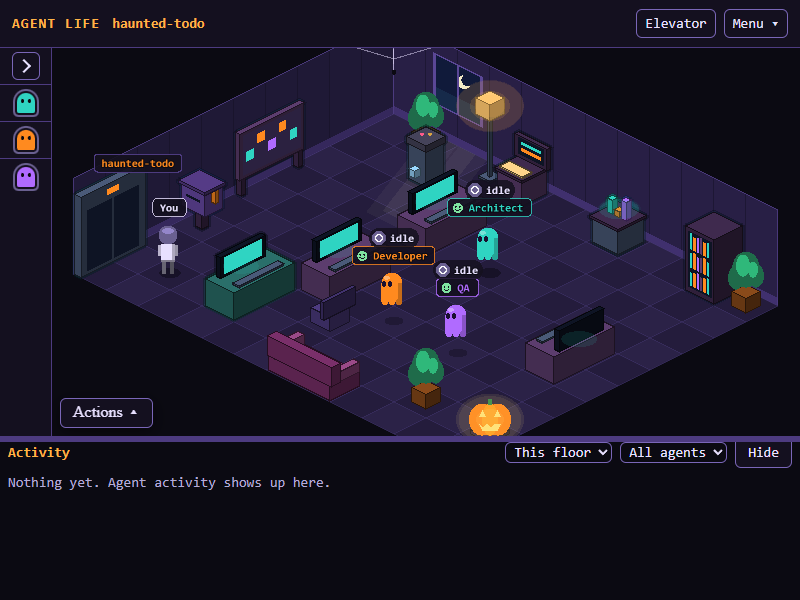 AGENT LIFE haunted-todo
Elevator
Menu ▾
haunted-todo
You
idle
Architect
idle
Developer
idle
QA
Actions ▴
Activity
This floor
All agents
Hide
Nothing yet. Agent activity shows up here.